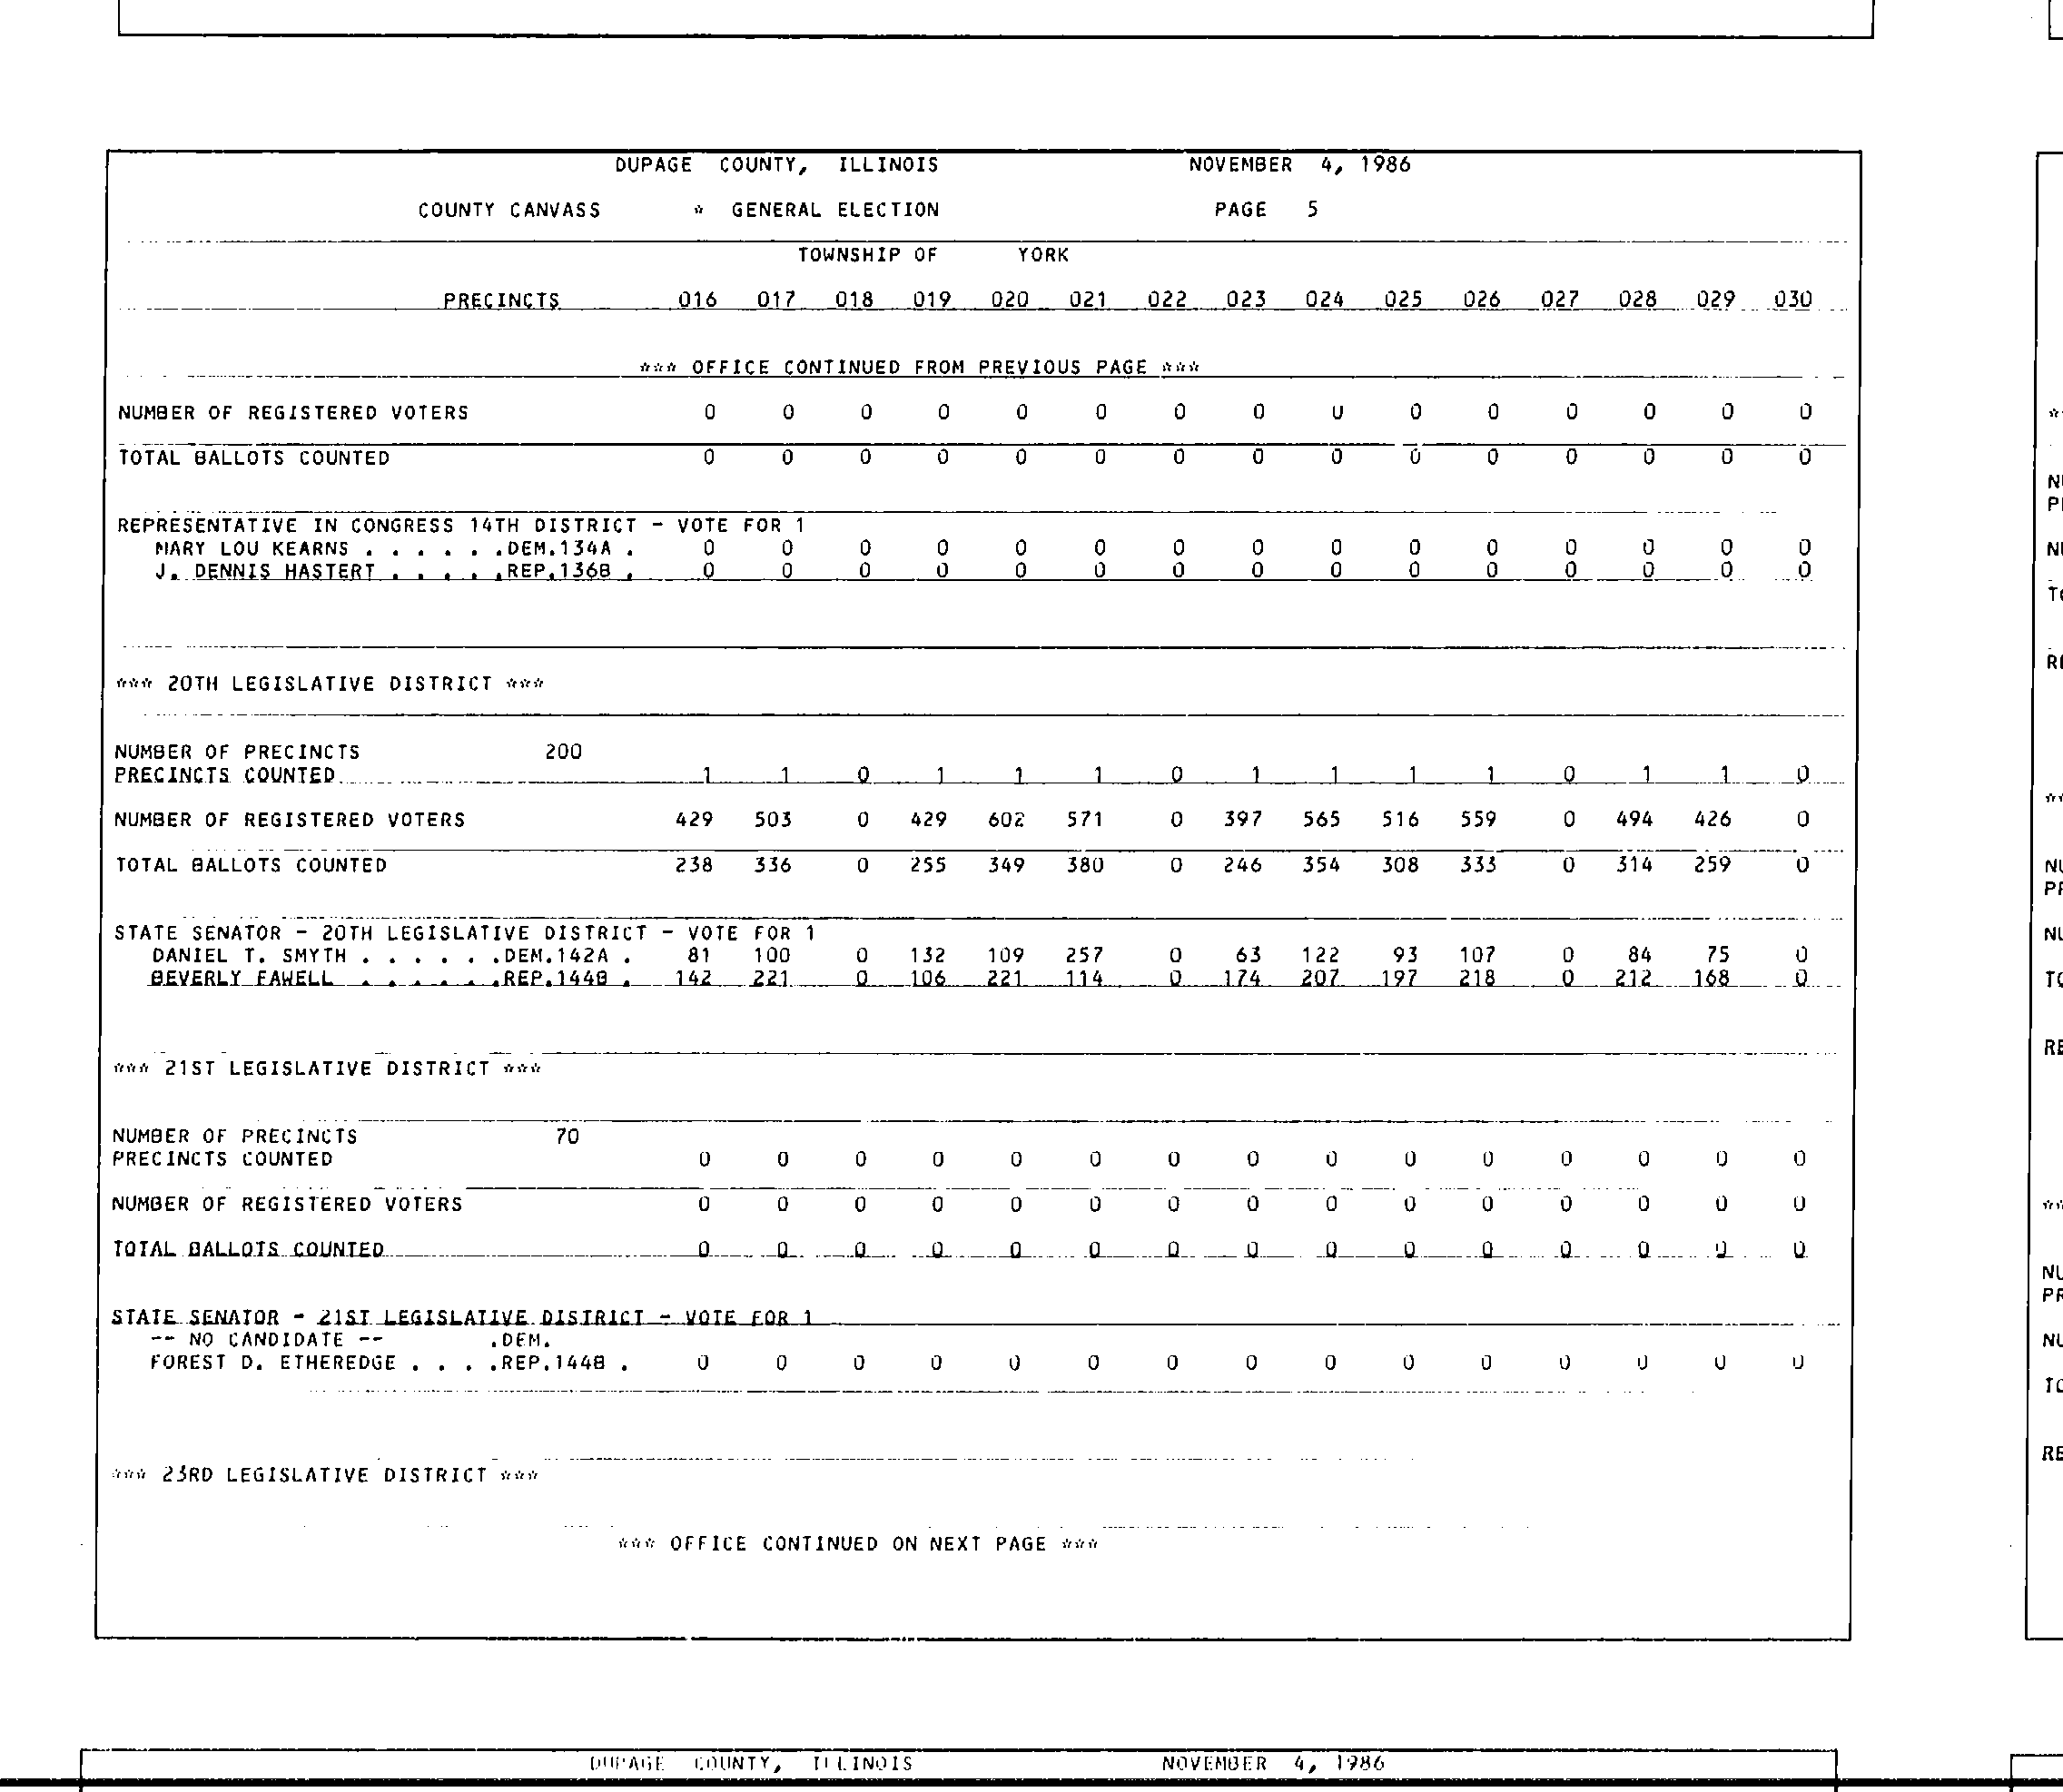 DUPAGE COUNTY, ILLINOIS NOVEMBER 4, 1986
COUNTY CANVASS * GENERAL ELECTION PAGE 5
TOWNSHIP OF YORK
PRECINCTS 016 017 018 019 020 021 022 023 024 025 026 027 028 029 030
*** OFFICE CONTINUED FROM PREVIOUS PAGE ***
NUMBER OF REGISTERED VOTERS 0 0 0 0 0 0 0 0 0 0 0 0 0 0 0
TOTAL BALLOTS COUNTED 0 0 0 0 0 0 0 0 0 0 0 0 0 0 0
REPRESENTATIVE IN CONGRESS 14TH DISTRICT - VOTE FOR 1
MARY LOU KEARNS . . . . . .DEM.134A . 0 0 0 0 0 0 0 0 0 0 0 0 0 0 0
J. DENNIS HASTERT . . . . .REP.136B . 0 0 0 0 0 0 0 0 0 0 0 0 0 0 0
*** 20TH LEGISLATIVE DISTRICT ***
NUMBER OF PRECINCTS 200
PRECINCTS COUNTED 1 1 0 1 1 1 0 1 1 1 1 0 1 1 0
NUMBER OF REGISTERED VOTERS 429 503 0 429 602 571 0 397 565 516 559 0 494 426 0
TOTAL BALLOTS COUNTED 238 336 0 255 349 380 0 246 354 308 333 0 314 259 0
STATE SENATOR - 20TH LEGISLATIVE DISTRICT - VOTE FOR 1
DANIEL T. SMYTH . . . . . .DEM.142A . 81 100 0 132 109 257 0 63 122 93 107 0 84 75 0
BEVERLY FAWELL . . . . . .REP.144B . 142 221 0 106 221 114 0 174 207 197 218 0 212 168 0
*** 21ST LEGISLATIVE DISTRICT ***
NUMBER OF PRECINCTS 70
PRECINCTS COUNTED 0 0 0 0 0 0 0 0 0 0 0 0 0 0 0
NUMBER OF REGISTERED VOTERS 0 0 0 0 0 0 0 0 0 0 0 0 0 0 0
TOTAL BALLOTS COUNTED 0 0 0 0 0 0 0 0 0 0 0 0 0 0 0
STATE SENATOR - 21ST LEGISLATIVE DISTRICT - VOTE FOR 1
-- NO CANDIDATE -- .DEM.
FOREST D. ETHEREDGE . . . .REP.144B . 0 0 0 0 0 0 0 0 0 0 0 0 0 0 0
*** 23RD LEGISLATIVE DISTRICT ***
*** OFFICE CONTINUED ON NEXT PAGE ***
DUPAGE COUNTY, ILLINOIS NOVEMBER 4, 1986